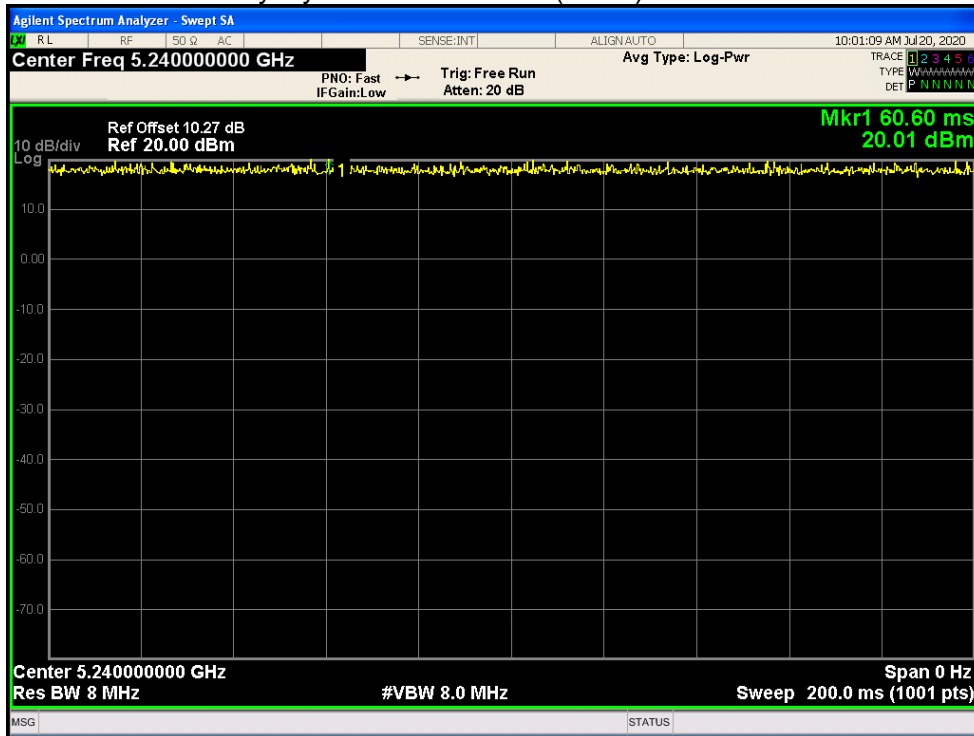 Agilent Spectrum Analyzer - Swept SA
LXI RL RF 50 Ω AC SENSE:INT ALIGN AUTO 10:01:09 AM Jul 20, 2020
Center Freq 5.240000000 GHz Avg Type: Log-Pwr TRACE 1 2 3 4 5 6
PNO: Fast Trig: Free Run TYPE WWWWWW
IFGain:Low Atten: 20 dB DET P N N N N N
Mkr1 60.60 ms
Ref Offset 10.27 dB
10 dB/div Ref 20.00 dBm 20.01 dBm
Log
1
10.0
0.00
-10.0
-20.0
-30.0
-40.0
-50.0
-60.0
-70.0
Center 5.240000000 GHz Span 0 Hz
Res BW 8 MHz #VBW 8.0 MHz Sweep 200.0 ms (1001 pts)
MSG STATUS